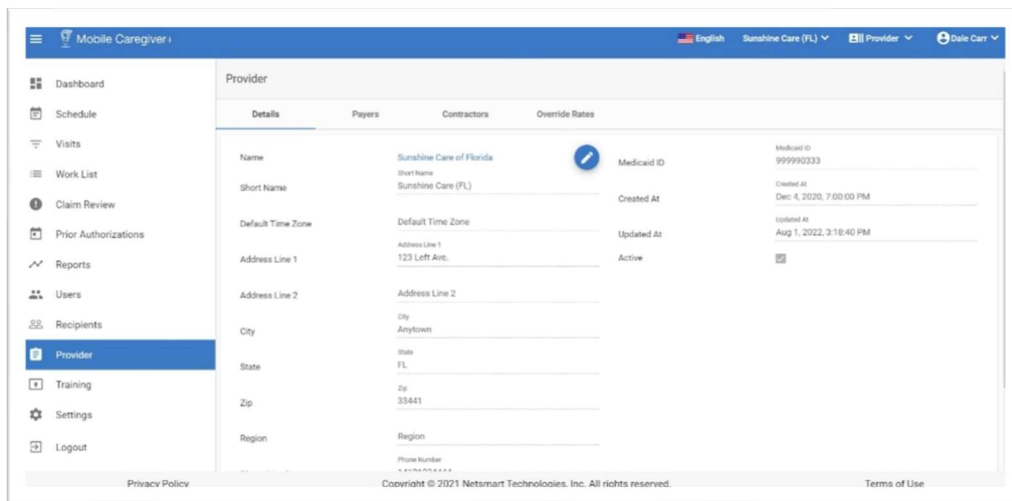 Mobile Caregiver+
English Sunshine Care (FL) Provider Dale Carr
Dashboard
Schedule
Visits
Work List
Claim Review
Prior Authorizations
Reports
Users
Recipients
Provider
Training
Settings
Logout
Provider
Details Payers Contractors Override Rates
Name Sunshine Care of Florida
Short Name
Short Name Sunshine Care (FL)
Default Time Zone Default Time Zone
Address Line 1
Address Line 1 123 Left Ave.
Address Line 2 Address Line 2
City
City Anytown
State
State FL
Zip
Zip 33441
Region Region
Phone Number
Medicaid ID
Medicaid ID 999990333
Created At
Created At Dec 4, 2020, 7:00:00 PM
Updated At
Updated At Aug 1, 2022, 3:18:40 PM
Active
Privacy Policy Copyright © 2021 Netsmart Technologies, Inc. All rights reserved. Terms of Use